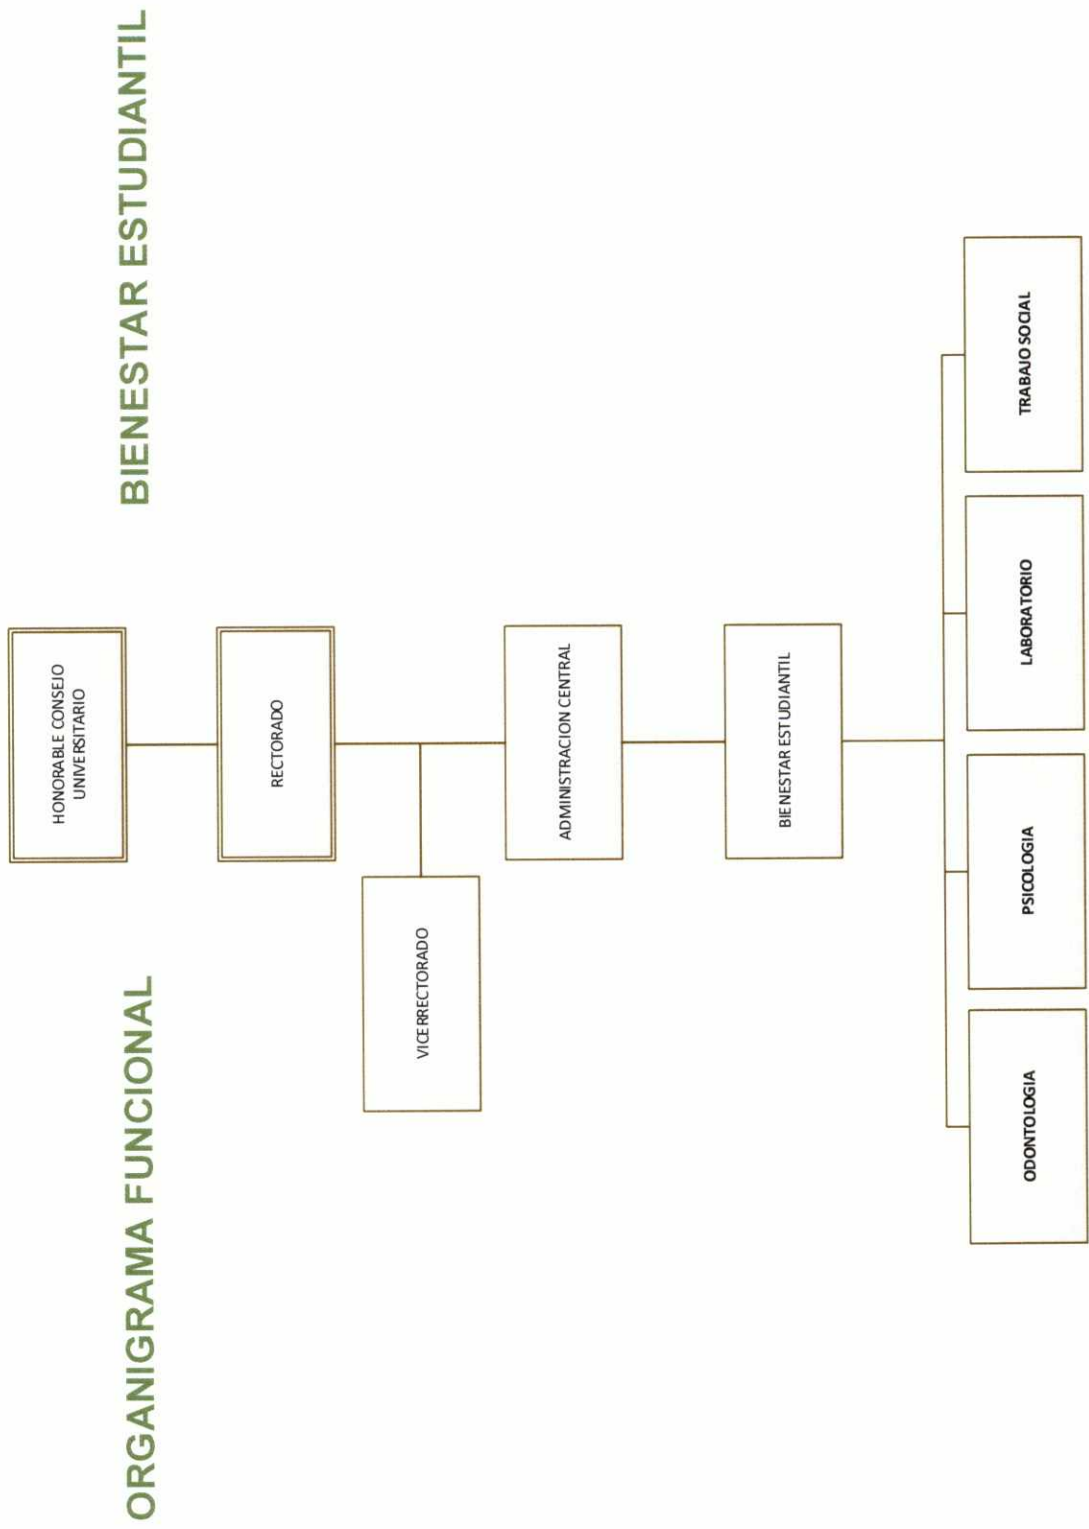 ORGANIGRAMA FUNCIONAL
BIENESTAR ESTUDIANTIL
HONORABLE CONSEJO
UNIVERSITARIO
RECTORADO
VICERRECTORADO
ADMINISTRACION CENTRAL
BIENESTAR ESTUDIANTIL
ODONTOLOGIA
PSICOLOGIA
LABORATORIO
TRABAJO SOCIAL